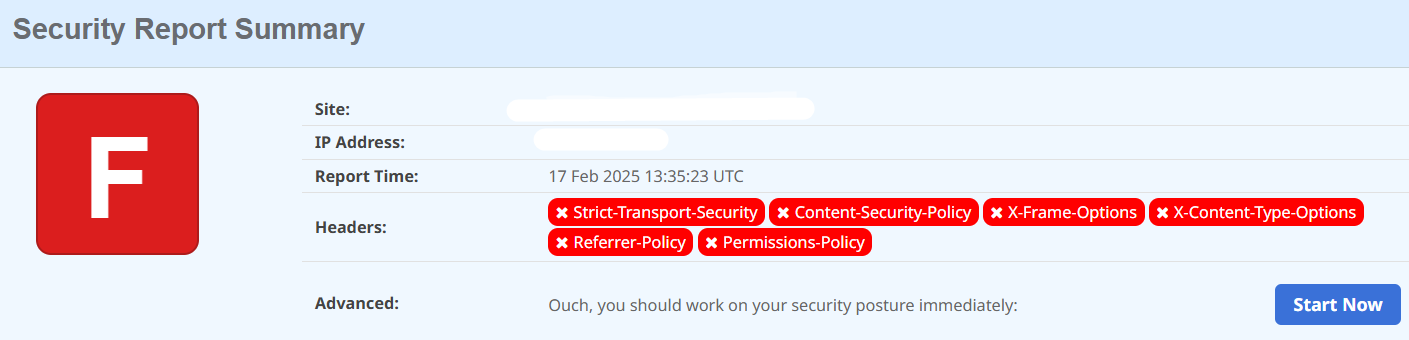 Security Report Summary
F
Site:
IP Address:
Report Time: 17 Feb 2025 13:35:23 UTC
Headers: ✖ Strict-Transport-Security ✖ Content-Security-Policy ✖ X-Frame-Options ✖ X-Content-Type-Options
✖ Referrer-Policy ✖ Permissions-Policy
Advanced: Ouch, you should work on your security posture immediately: Start Now